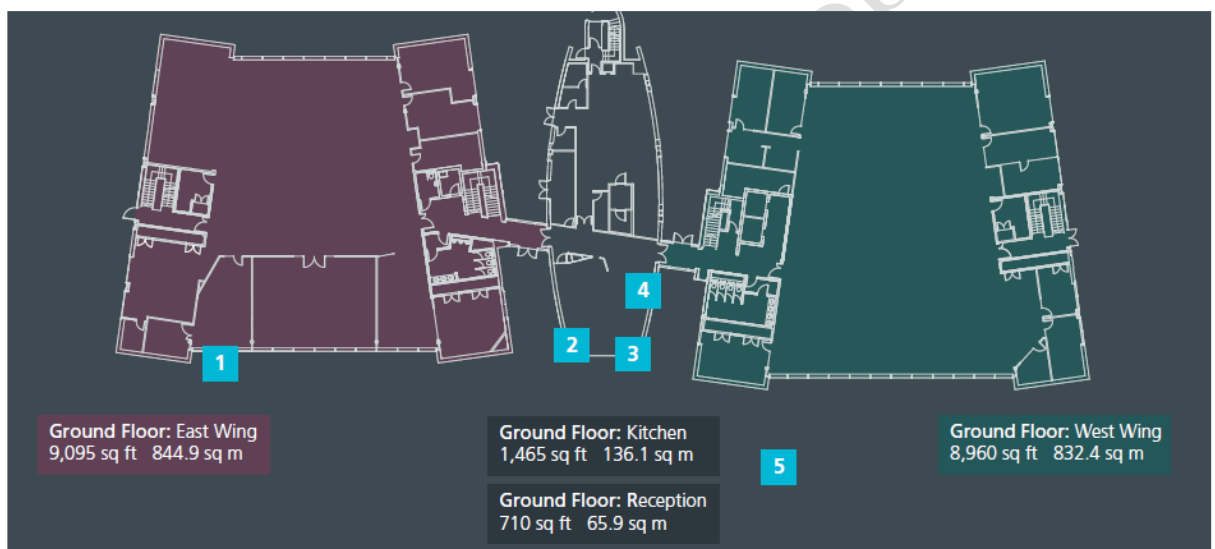 1
2
3
4
5
Ground Floor: East Wing
9,095 sq ft 844.9 sq m
Ground Floor: Kitchen
1,465 sq ft 136.1 sq m
Ground Floor: Reception
710 sq ft 65.9 sq m
Ground Floor: West Wing
8,960 sq ft 832.4 sq m